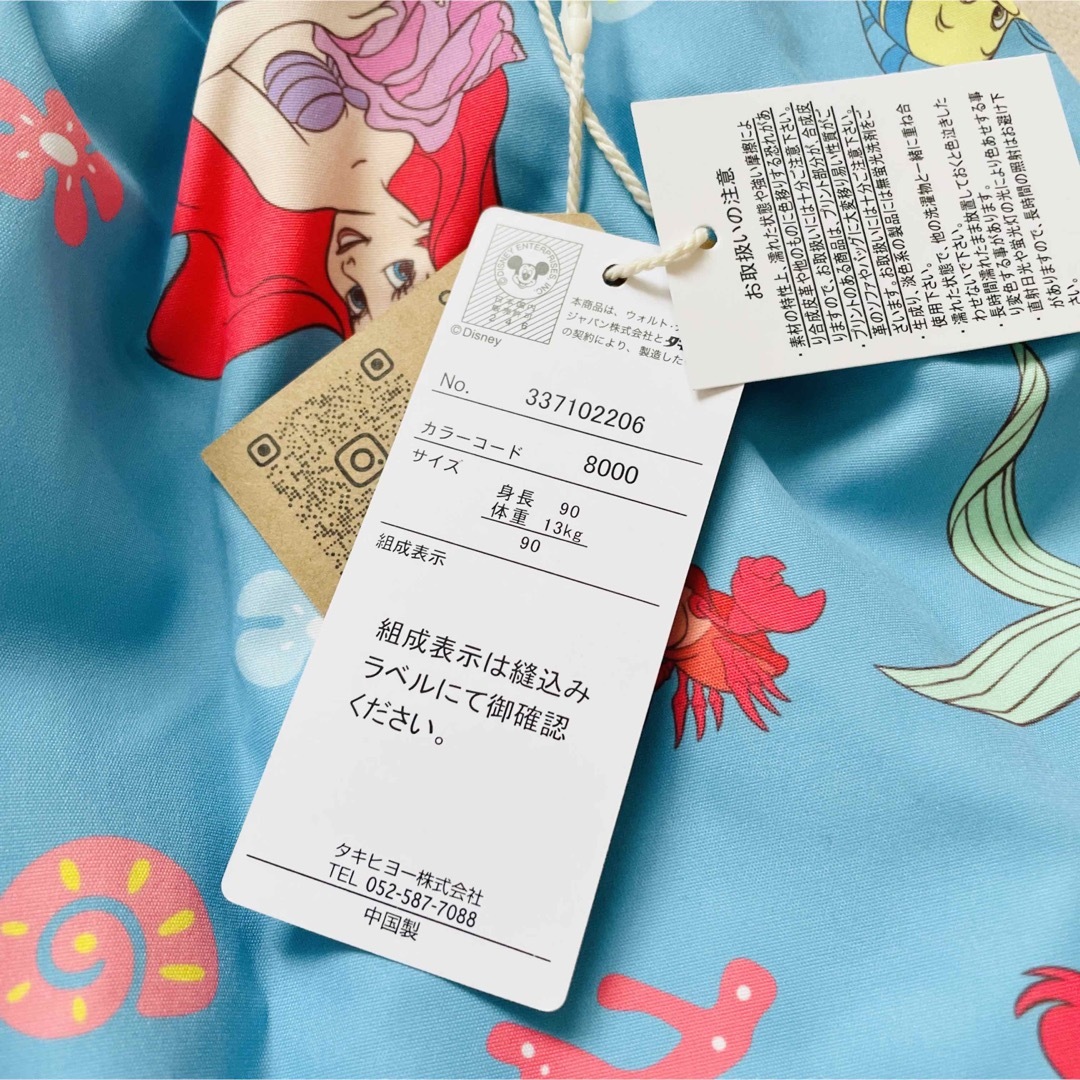 DISNEY ENTERPRISES, INC.
日本国内
販売許可
246
©Disney
本商品は、ウォルト・
ジャパン株式会社と
の契約により、製造した
No. 337102206
カラーコード 8000
サイズ
身長 90
体重 13kg
90
組成表示
組成表示は縫込み
ラベルにて御確認
ください。
タキヒヨー株式会社
TEL 052-587-7088
中国製
お取扱いの注意
・素材の特性上、濡れた状態や強い摩擦によ
り合成皮革や他のものに色移りする恐れがあ
りますので、お取扱いには十分ご注意下さい。
・プリントのある商品は、プリント部分が合成皮
革のソファやバッグに大変移り易い性質がご
ざいます。お取扱いには十分ご注意下さい。
・生成り、淡色系の製品には無蛍光洗剤をご
使用下さい。
・濡れた状態で、他の洗濯物と一緒に重ね合
わせないで下さい。
・長時間濡れたまま放置しておくと色泣きした
り変色する事があります。
・直射日光や蛍光灯の光により色あせする事
がありますので、長時間の照射はお避け下